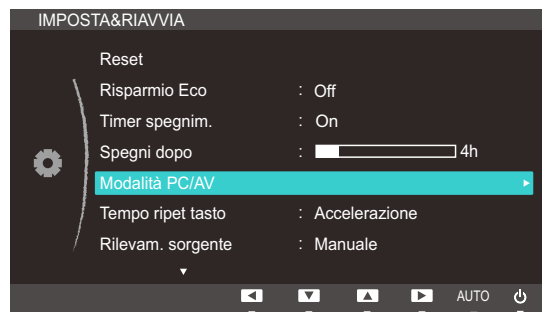 IMPOSTA&RIAVVIA
Reset
Risparmio Eco : Off
Timer spegnim. : On
Spegni dopo : 4h
Modalità PC/AV
Tempo ripet tasto : Accelerazione
Rilevam. sorgente : Manuale
AUTO